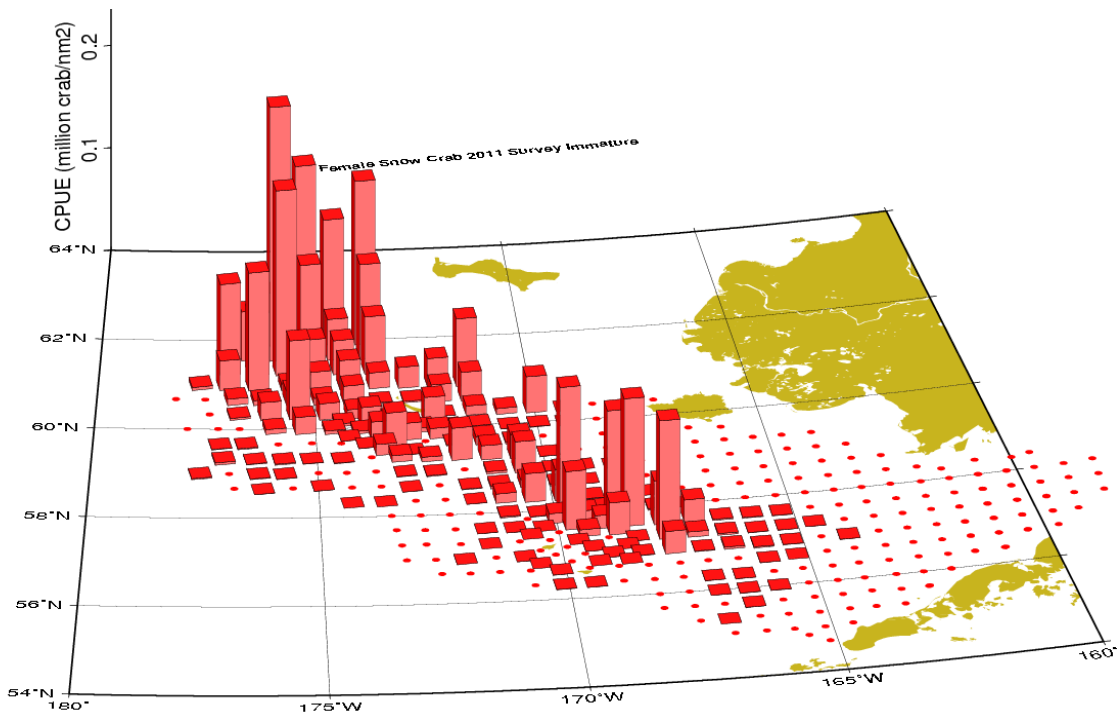 0.2
0.1
CPUE (million crab/nm2)
Female Snow Crab 2011 Survey Immature
64°N
62°N
60°N
58°N
56°N
54°N
180°
175°W
170°W
165°W
160°